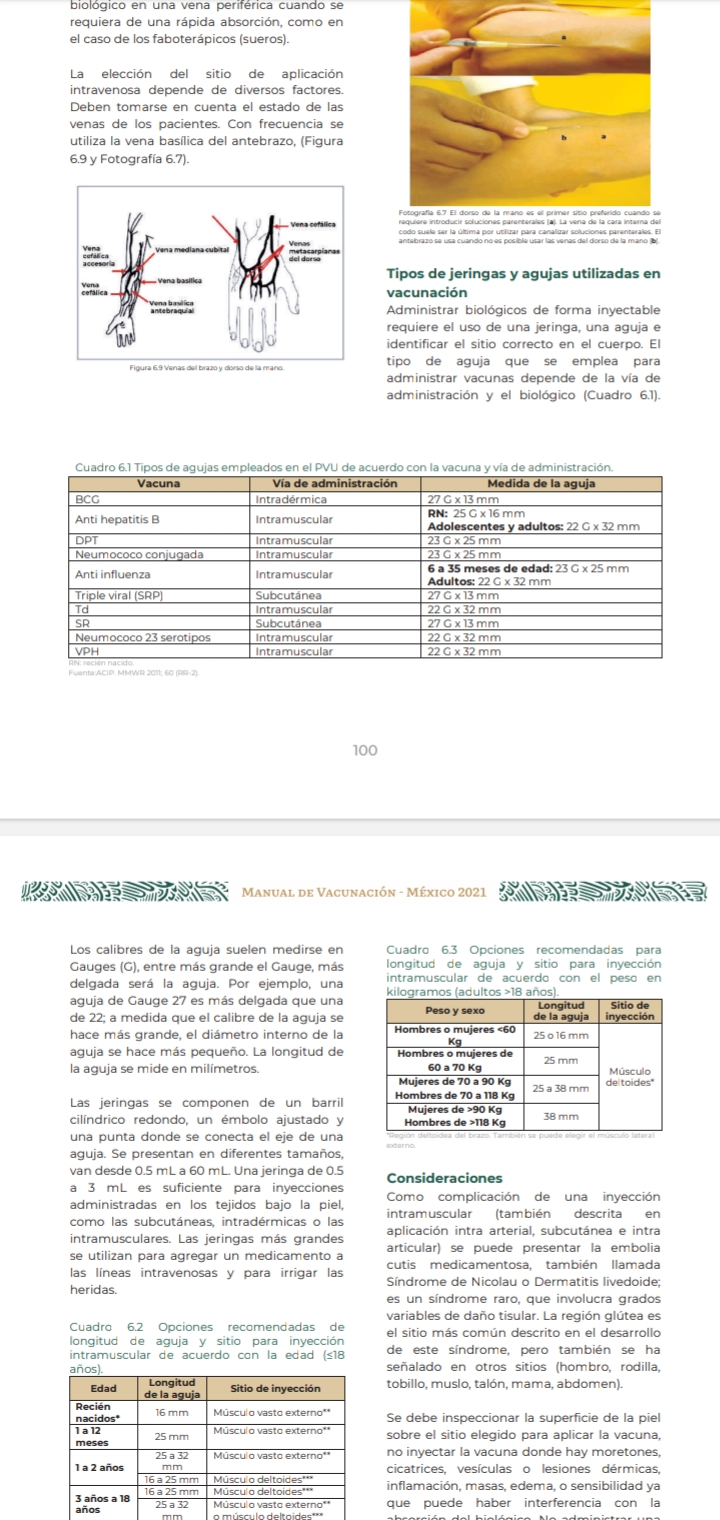 biológico en una vena periférica cuando se
requiera de una rápida absorción, como en
el caso de los faboterápicos (sueros).
La elección del sitio de aplicación
intravenosa depende de diversos factores.
Deben tomarse en cuenta el estado de las
venas de los pacientes. Con frecuencia se
utiliza la vena basílica del antebrazo, (Figura
6.9 y Fotografía 6.7).
Vena cefálica accesoria
Vena cefálica
Vena mediana cubital
Vena basílica
Vena basílica antebraquial
Vena cefálica
Venas metacarpianas del dorso
Figura 6.9 Venas del brazo y dorso de la mano.
a
b a
Fotografía 6.7 El dorso de la mano es el primer sitio preferido cuando se
requiere introducir soluciones parenterales (a). La vena de la cara interna del
codo suele ser la última por utilizar para canalizar soluciones parenterales. El
antebrazo se usa cuando no es posible usar las venas del dorso de la mano (b).
Tipos de jeringas y agujas utilizadas en
vacunación
Administrar biológicos de forma inyectable
requiere el uso de una jeringa, una aguja e
identificar el sitio correcto en el cuerpo. El
tipo de aguja que se emplea para
administrar vacunas depende de la vía de
administración y el biológico (Cuadro 6.1).
Cuadro 6.1 Tipos de agujas empleados en el PVU de acuerdo con la vacuna y vía de administración.
Vacuna Vía de administración Medida de la aguja
BCG Intradérmica 27 G x 13 mm
Anti hepatitis B Intramuscular RN: 25 G x 16 mm
Adolescentes y adultos: 22 G x 32 mm
DPT Intramuscular 23 G x 25 mm
Neumococo conjugada Intramuscular 23 G x 25 mm
Anti influenza Intramuscular 6 a 35 meses de edad: 23 G x 25 mm
Adultos: 22 G x 32 mm
Triple viral (SRP) Subcutánea 27 G x 13 mm
Td Intramuscular 22 G x 32 mm
SR Subcutánea 27 G x 13 mm
Neumococo 23 serotipos Intramuscular 22 G x 32 mm
VPH Intramuscular 22 G x 32 mm
RN: recién nacido.
Fuente:ACIP. MMWR 2011; 60 (RR-2).
100
MANUAL DE VACUNACIÓN - MÉXICO 2021
Los calibres de la aguja suelen medirse en
Gauges (G), entre más grande el Gauge, más
delgada será la aguja. Por ejemplo, una
aguja de Gauge 27 es más delgada que una
de 22; a medida que el calibre de la aguja se
hace más grande, el diámetro interno de la
aguja se hace más pequeño. La longitud de
la aguja se mide en milímetros.
Las jeringas se componen de un barril
cilíndrico redondo, un émbolo ajustado y
una punta donde se conecta el eje de una
aguja. Se presentan en diferentes tamaños,
van desde 0.5 mL a 60 mL. Una jeringa de 0.5
a 3 mL es suficiente para inyecciones
administradas en los tejidos bajo la piel,
como las subcutáneas, intradérmicas o las
intramusculares. Las jeringas más grandes
se utilizan para agregar un medicamento a
las líneas intravenosas y para irrigar las
heridas.
Cuadro 6.2 Opciones recomendadas de
longitud de aguja y sitio para inyección
intramuscular de acuerdo con la edad (≤18
años).
Edad Longitud de la aguja Sitio de inyección
Recién nacidos* 16 mm Músculo vasto externo**
1 a 12 meses 25 mm Músculo vasto externo**
1 a 2 años 25 a 32 mm Músculo vasto externo**
16 a 25 mm Músculo deltoides***
3 años a 18 años 16 a 25 mm Músculo deltoides***
25 a 32 mm Músculo vasto externo** o músculo deltoides***
Cuadro 6.3 Opciones recomendadas para
longitud de aguja y sitio para inyección
intramuscular de acuerdo con el peso en
kilogramos (adultos >18 años).
Peso y sexo Longitud de la aguja Sitio de inyección
Hombres o mujeres <60 Kg 25 o 16 mm
Hombres o mujeres de 60 a 70 Kg 25 mm
Mujeres de 70 a 90 Kg
Hombres de 70 a 118 Kg 25 a 38 mm
Mujeres de >90 Kg
Hombres de >118 Kg 38 mm
Músculo deltoides*
*Región deltoidea del brazo. También se puede elegir el músculo lateral
externo.
Consideraciones
Como complicación de una inyección
intramuscular (también descrita en
aplicación intra arterial, subcutánea e intra
articular) se puede presentar la embolia
cutis medicamentosa, también llamada
Síndrome de Nicolau o Dermatitis livedoide;
es un síndrome raro, que involucra grados
variables de daño tisular. La región glútea es
el sitio más común descrito en el desarrollo
de este síndrome, pero también se ha
señalado en otros sitios (hombro, rodilla,
tobillo, muslo, talón, mama, abdomen).
Se debe inspeccionar la superficie de la piel
sobre el sitio elegido para aplicar la vacuna,
no inyectar la vacuna donde hay moretones,
cicatrices, vesículas o lesiones dérmicas,
inflamación, masas, edema, o sensibilidad ya
que puede haber interferencia con la
absorción del biológico. No administrar una